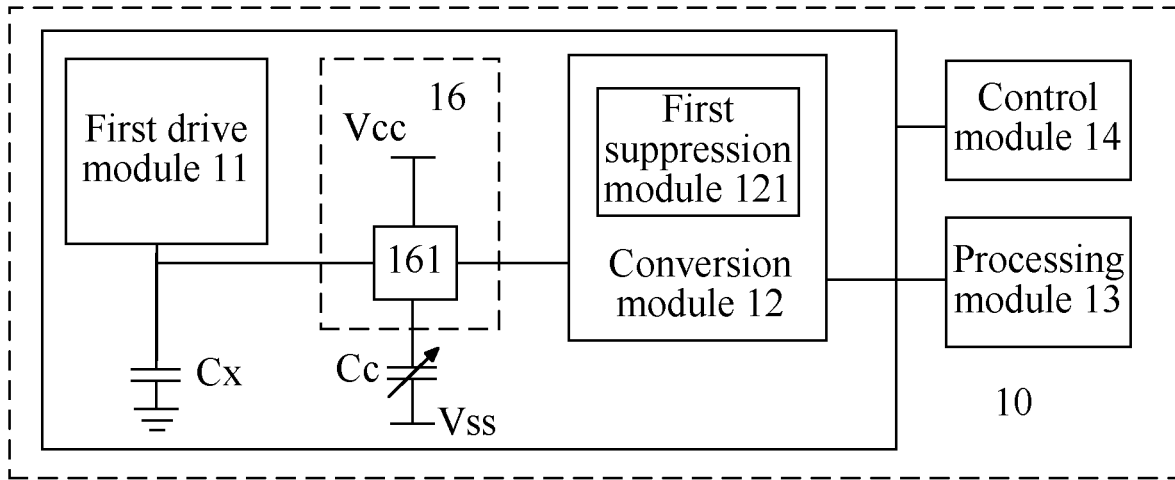 First drive
module 11
16
Vcc
161
Cx
Cc
Vss
First
suppression
module 121
Conversion
module 12
Control
module 14
Processing
module 13
10